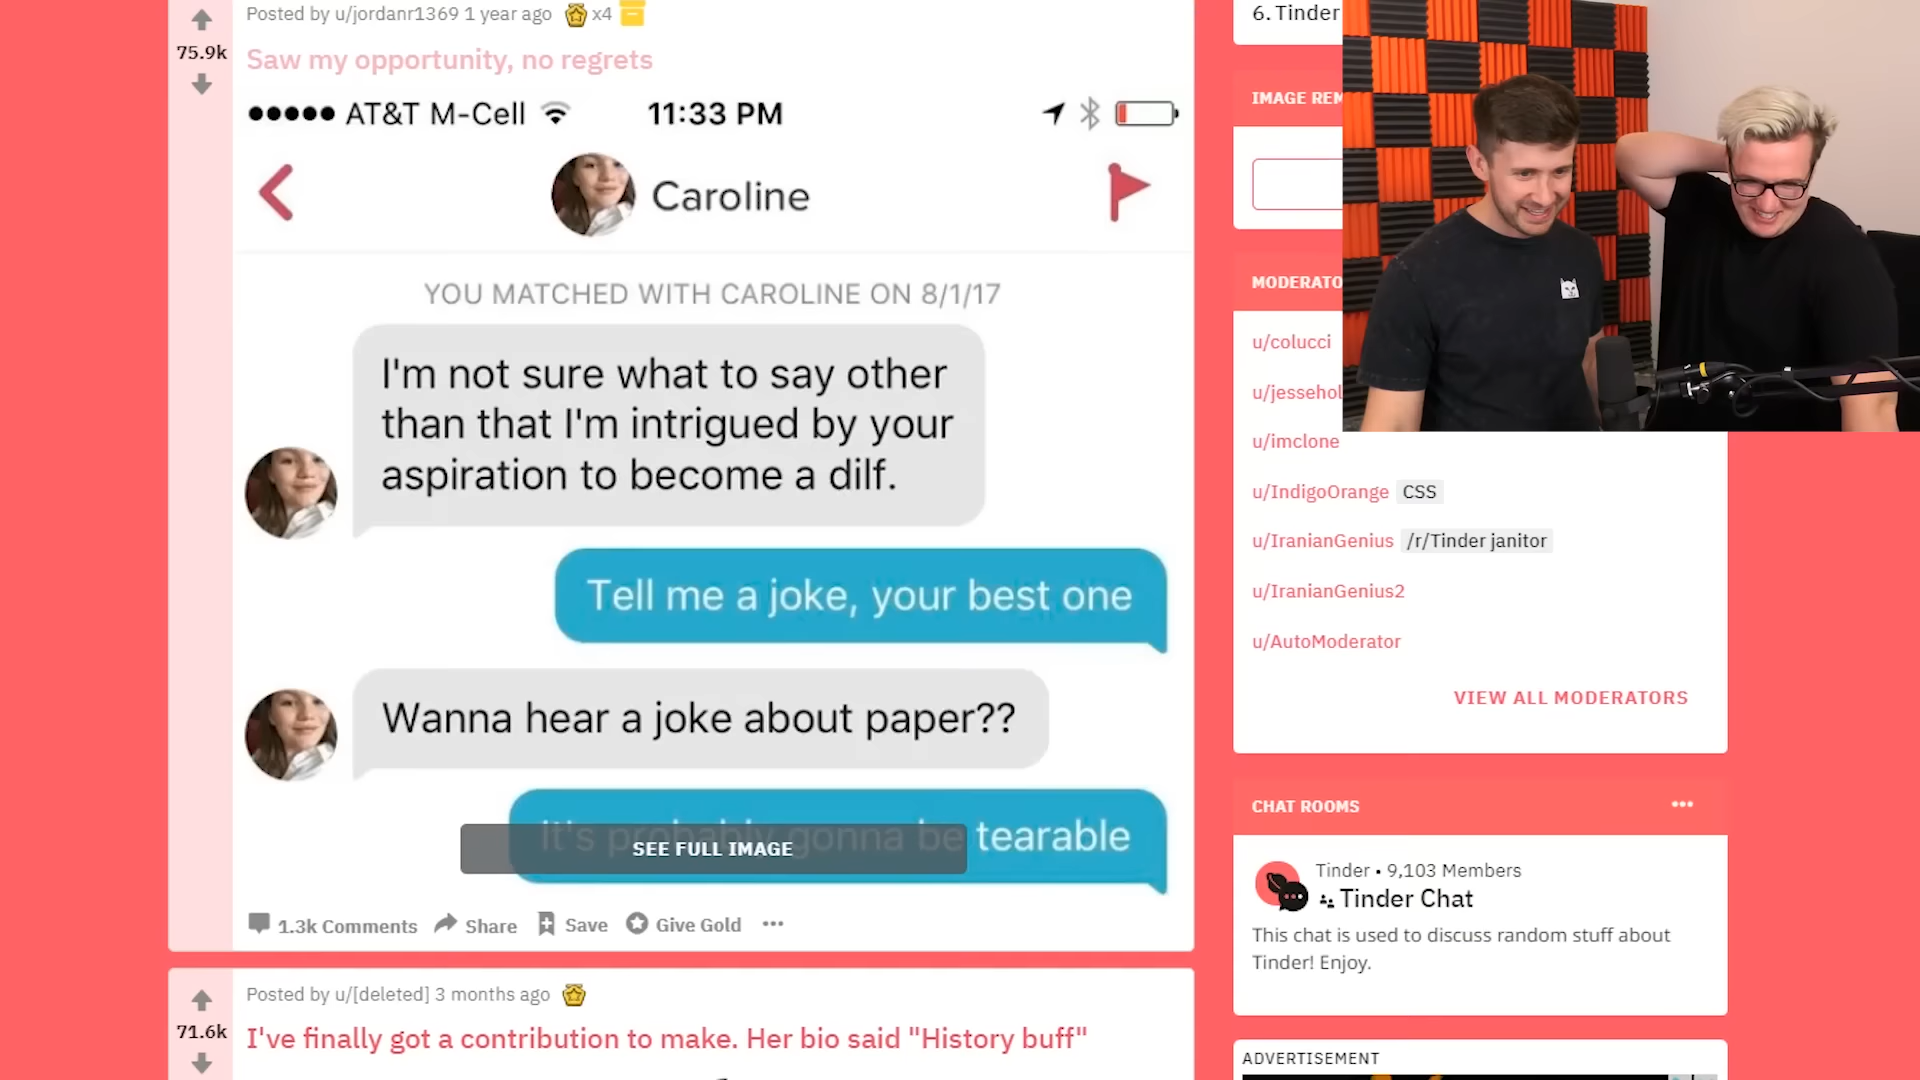 Posted by u/jordanr1369 1 year ago x4
75.9k
Saw my opportunity, no regrets
AT&T M-Cell 11:33 PM
Caroline
YOU MATCHED WITH CAROLINE ON 8/1/17
I'm not sure what to say other
than that I'm intrigued by your
aspiration to become a dilf.
Tell me a joke, your best one
Wanna hear a joke about paper??
It's probably gonna be tearable
SEE FULL IMAGE
1.3k Comments Share Save Give Gold
Posted by u/[deleted] 3 months ago
71.6k
I've finally got a contribution to make. Her bio said "History buff"
6. Tinder
IMAGE REM
MODERATO
u/colucci
u/jessehol
u/imclone
u/IndigoOrange CSS
u/IranianGenius /r/Tinder janitor
u/IranianGenius2
u/AutoModerator
VIEW ALL MODERATORS
CHAT ROOMS
Tinder • 9,103 Members
Tinder Chat
This chat is used to discuss random stuff about
Tinder! Enjoy.
ADVERTISEMENT